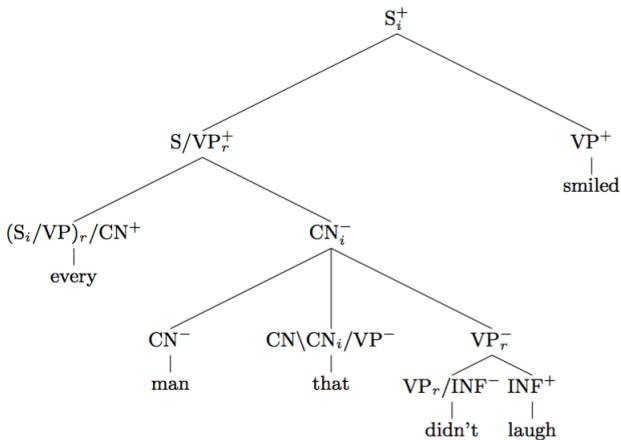 S_i^+
S/VP_r^+ VP^+
smiled
(S_i/VP)_r/CN^+ CN_i^-
every
CN^- CN\CN_i/VP^- VP_r^-
man that VP_r/INF^- INF^+
didn't laugh